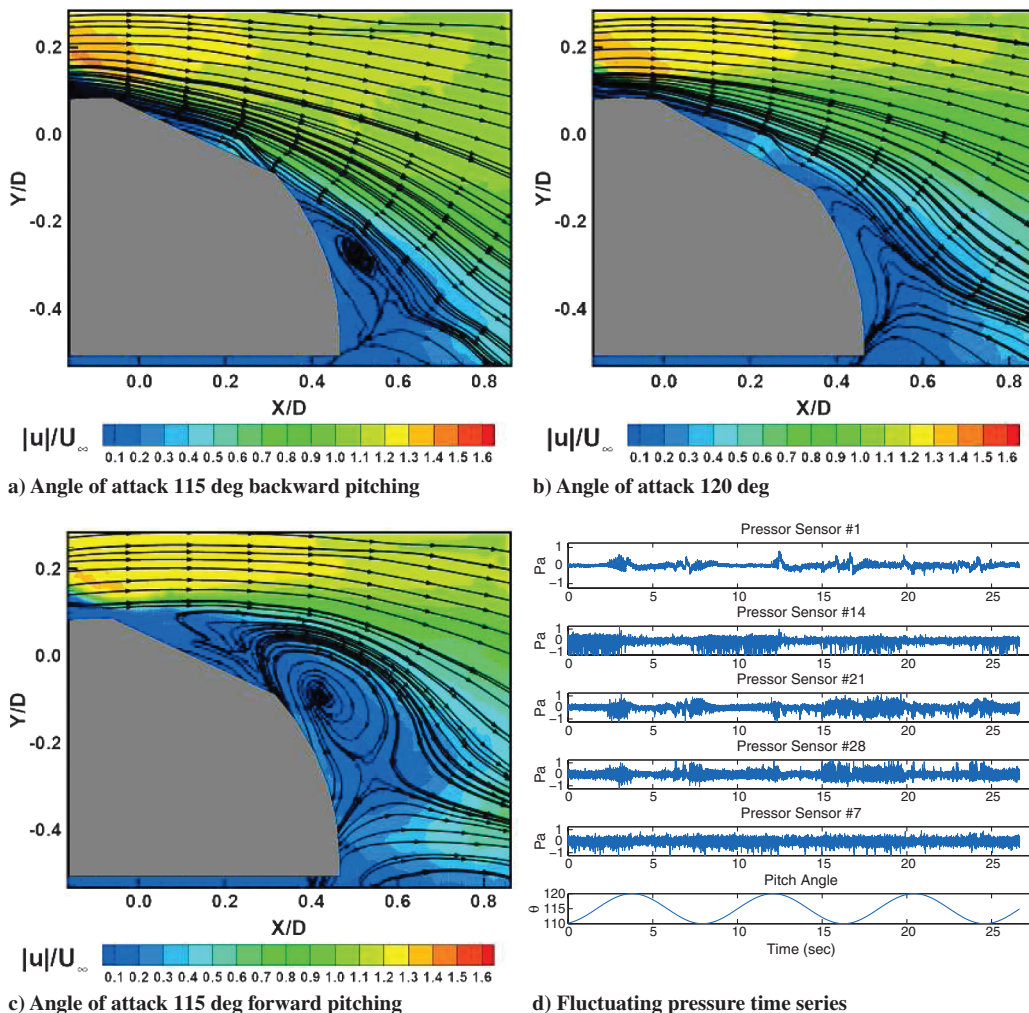 0.2
0.0
-0.2
-0.4
Y/D
0.0 0.2 0.4 0.6 0.8
X/D
|u|/U∞
0.1 0.2 0.3 0.4 0.5 0.6 0.7 0.8 0.9 1.0 1.1 1.2 1.3 1.4 1.5 1.6
a) Angle of attack 115 deg backward pitching
0.2
0.0
-0.2
-0.4
Y/D
0.0 0.2 0.4 0.6 0.8
X/D
|u|/U∞
0.1 0.2 0.3 0.4 0.5 0.6 0.7 0.8 0.9 1.0 1.1 1.2 1.3 1.4 1.5 1.6
b) Angle of attack 120 deg
0.2
0.0
-0.2
-0.4
Y/D
0.0 0.2 0.4 0.6 0.8
X/D
|u|/U∞
0.1 0.2 0.3 0.4 0.5 0.6 0.7 0.8 0.9 1.0 1.1 1.2 1.3 1.4 1.5 1.6
c) Angle of attack 115 deg forward pitching
Pressor Sensor #1
Pa
1
0
-1
0 5 10 15 20 25
Pressor Sensor #14
Pa
1
0
-1
0 5 10 15 20 25
Pressor Sensor #21
Pa
1
0
-1
0 5 10 15 20 25
Pressor Sensor #28
Pa
1
0
-1
0 5 10 15 20 25
Pressor Sensor #7
Pa
1
0
-1
0 5 10 15 20 25
Pitch Angle
θ
120
115
110
0 5 10 15 20 25
Time (sec)
d) Fluctuating pressure time series